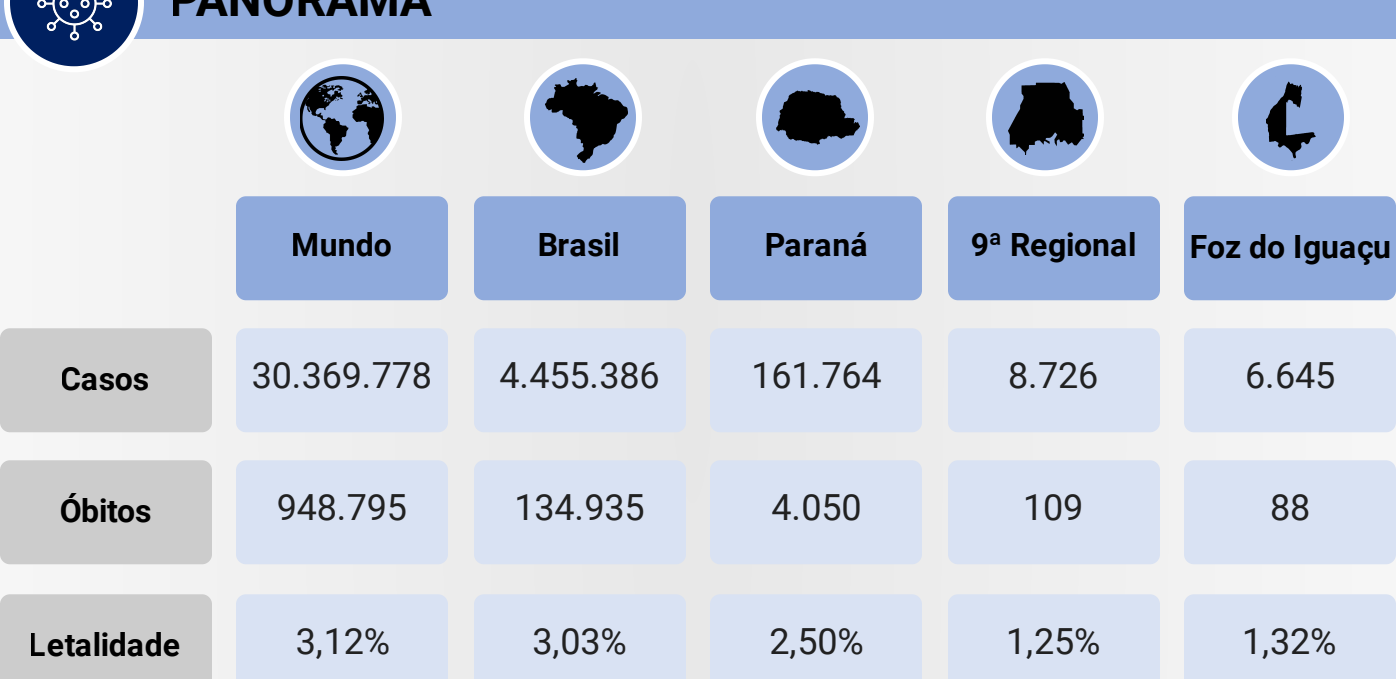 PANORAMA
Mundo Brasil Paraná 9ª Regional Foz do Iguaçu
Casos 30.369.778 4.455.386 161.764 8.726 6.645
Óbitos 948.795 134.935 4.050 109 88
Letalidade 3,12% 3,03% 2,50% 1,25% 1,32%